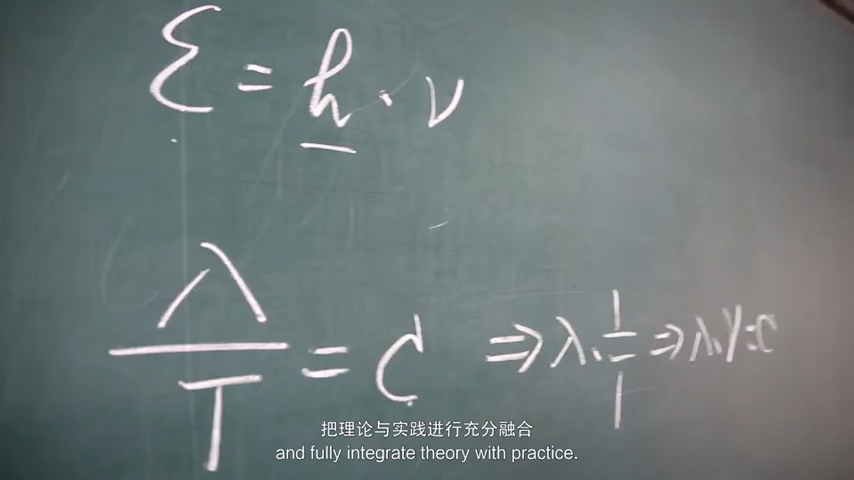 ε = h · ν
λ/T = C ⇒ λ · 1/T ⇒ λ · ν = C
把理论与实践进行充分融合
and fully integrate theory with practice.